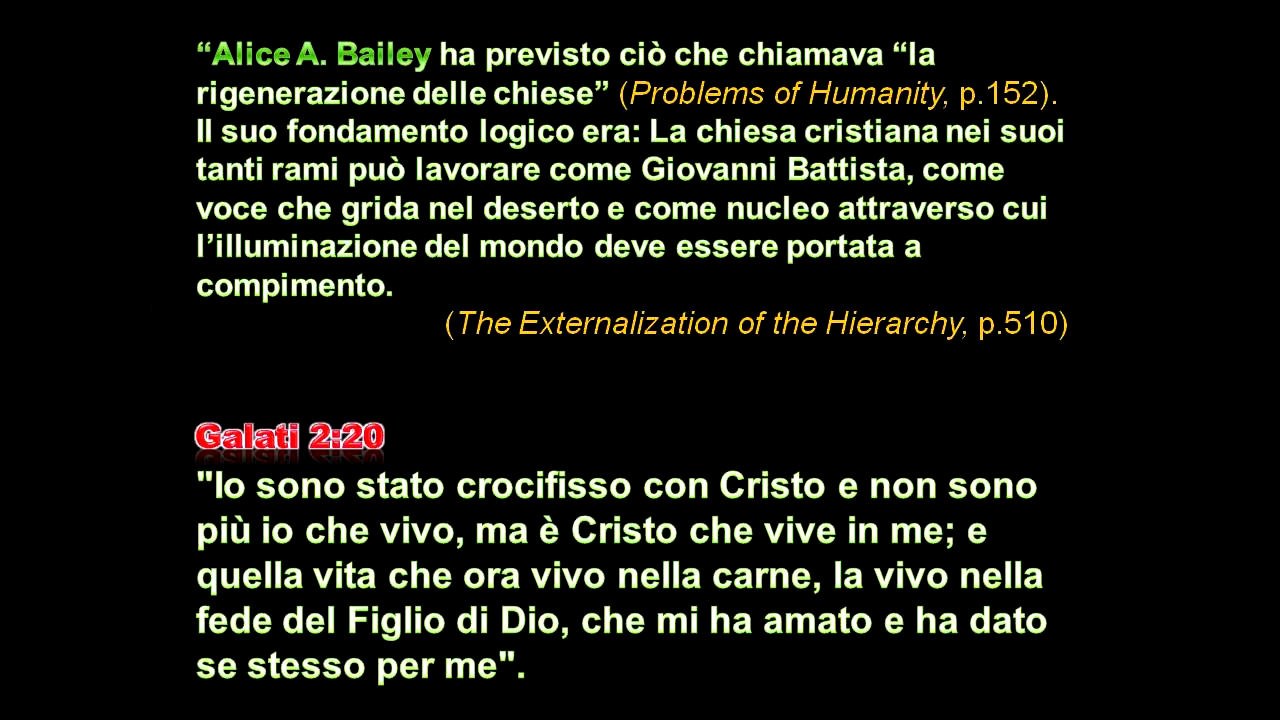 “Alice A. Bailey ha previsto ciò che chiamava “la
rigenerazione delle chiese” (Problems of Humanity, p.152).
Il suo fondamento logico era: La chiesa cristiana nei suoi
tanti rami può lavorare come Giovanni Battista, come
voce che grida nel deserto e come nucleo attraverso cui
l’illuminazione del mondo deve essere portata a
compimento.
(The Externalization of the Hierarchy, p.510)
Galati 2:20
"Io sono stato crocifisso con Cristo e non sono
più io che vivo, ma è Cristo che vive in me; e
quella vita che ora vivo nella carne, la vivo nella
fede del Figlio di Dio, che mi ha amato e ha dato
se stesso per me".